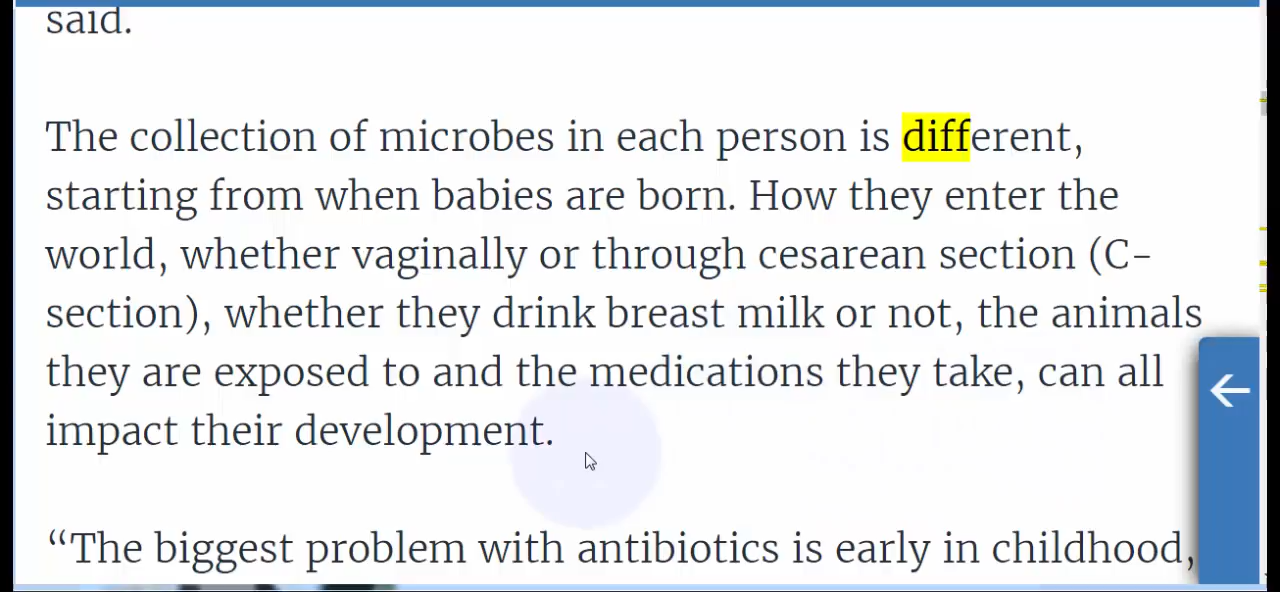 said.
The collection of microbes in each person is different,
starting from when babies are born. How they enter the
world, whether vaginally or through cesarean section (C-
section), whether they drink breast milk or not, the animals
they are exposed to and the medications they take, can all
impact their development.
“The biggest problem with antibiotics is early in childhood,